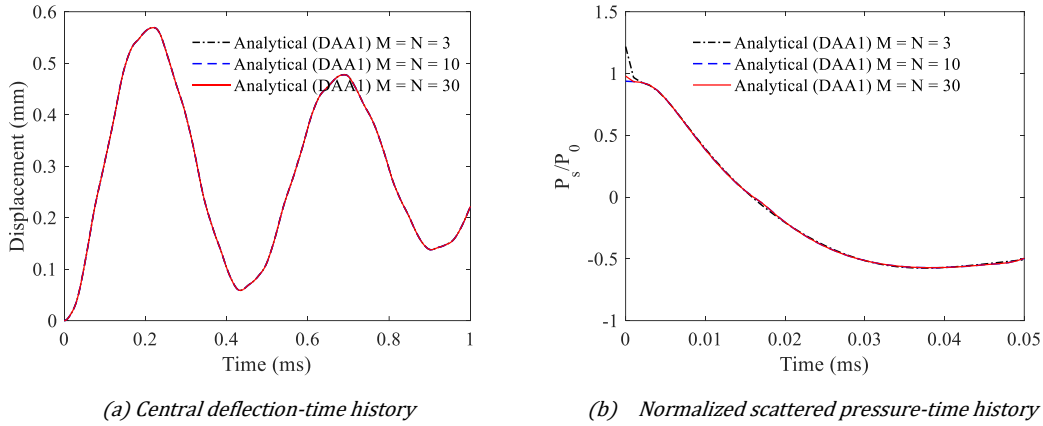 0.6
0.5
0.4
0.3
0.2
0.1
0
Displacement (mm)
Analytical (DAA1) M = N = 3
Analytical (DAA1) M = N = 10
Analytical (DAA1) M = N = 30
0 0.2 0.4 0.6 0.8 1
Time (ms)
(a) Central deflection-time history
1.5
1
0.5
0
-0.5
-1
P_s/P_0
Analytical (DAA1) M = N = 3
Analytical (DAA1) M = N = 10
Analytical (DAA1) M = N = 30
0 0.01 0.02 0.03 0.04 0.05
Time (ms)
(b) Normalized scattered pressure-time history